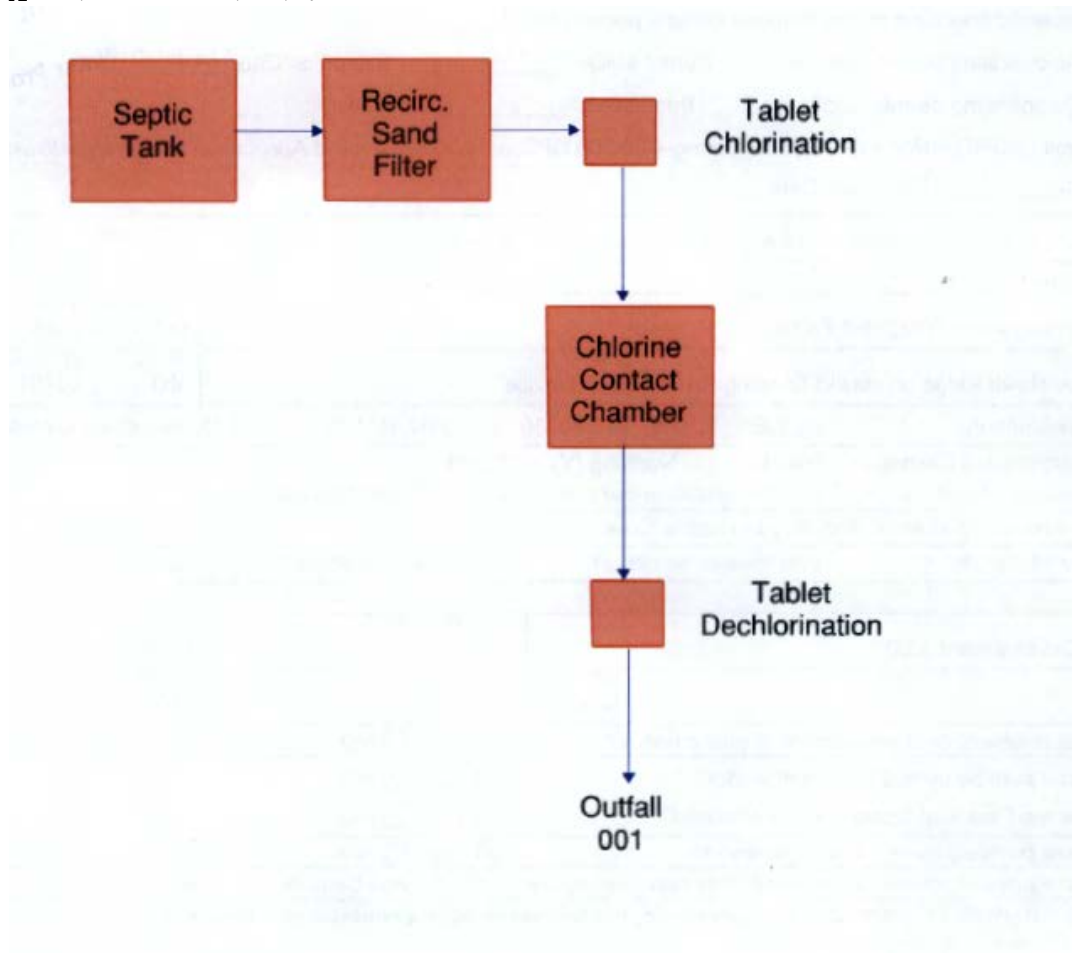 Septic
Tank
Recirc.
Sand
Filter
Tablet
Chlorination
Chlorine
Contact
Chamber
Tablet
Dechlorination
Outfall
001